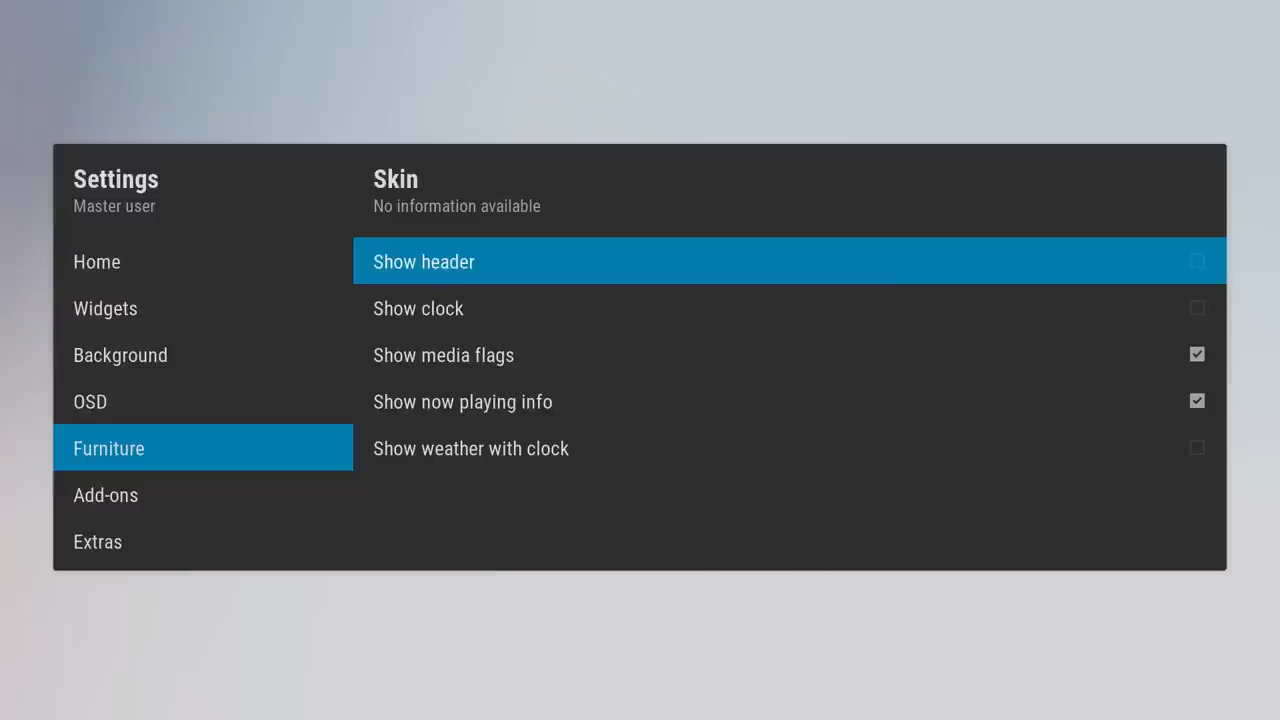 Settings
Master user
Home
Widgets
Background
OSD
Furniture
Add-ons
Extras
Skin
No information available
Show header
Show clock
Show media flags
Show now playing info
Show weather with clock